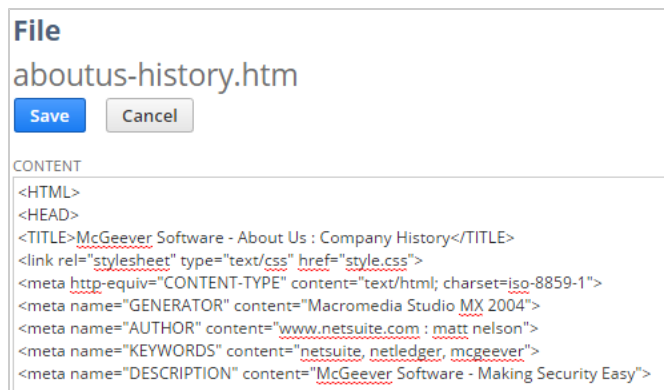 File
aboutus-history.htm
Save Cancel
CONTENT
<HTML>
<HEAD>
<TITLE>McGeever Software - About Us : Company History</TITLE>
<link rel="stylesheet" type="text/css" href="style.css">
<meta http-equiv="CONTENT-TYPE" content="text/html; charset=iso-8859-1">
<meta name="GENERATOR" content="Macromedia Studio MX 2004">
<meta name="AUTHOR" content="www.netsuite.com : matt nelson">
<meta name="KEYWORDS" content="netsuite, netledger, mcgeever">
<meta name="DESCRIPTION" content="McGeever Software - Making Security Easy">